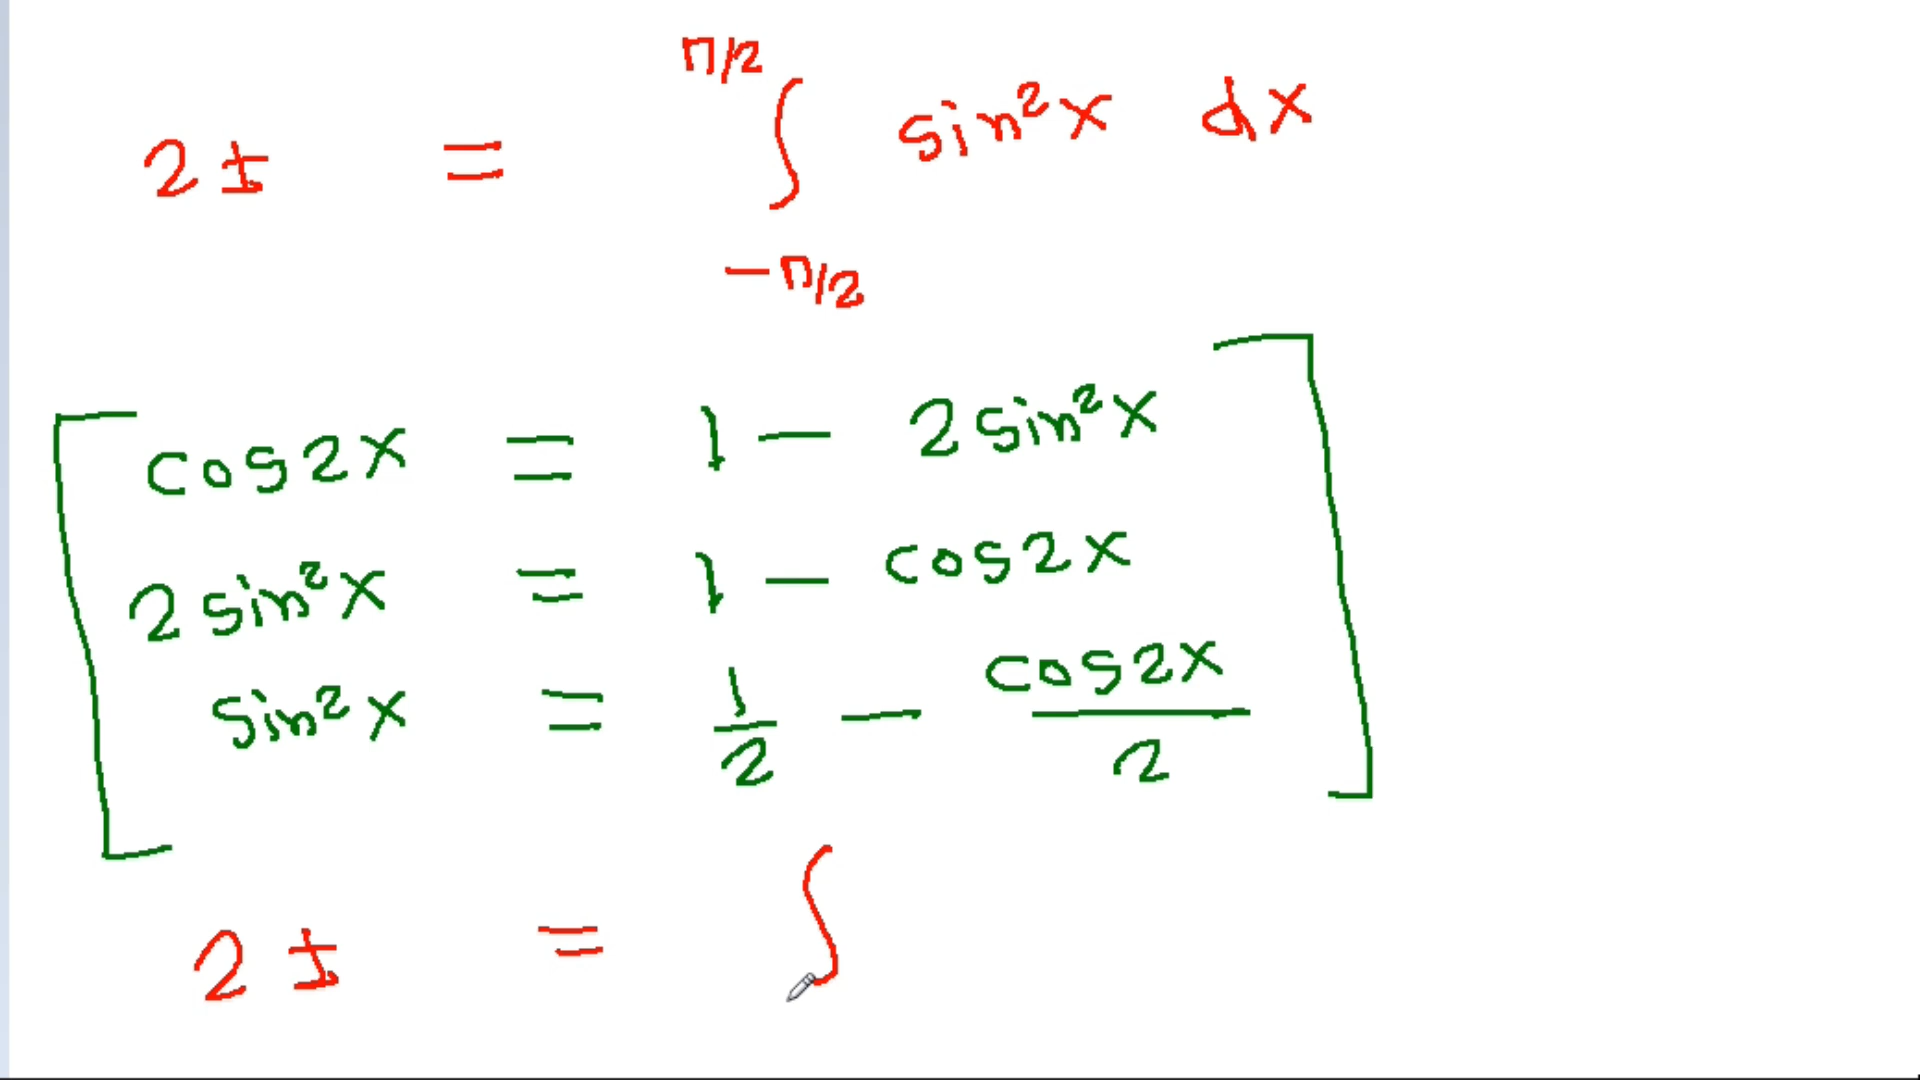 2I = ∫_{-π/2}^{π/2} sin²x dx
cos2x = 1 - 2sin²x
2sin²x = 1 - cos2x
sin²x = 1/2 - cos2x/2
2I = ∫